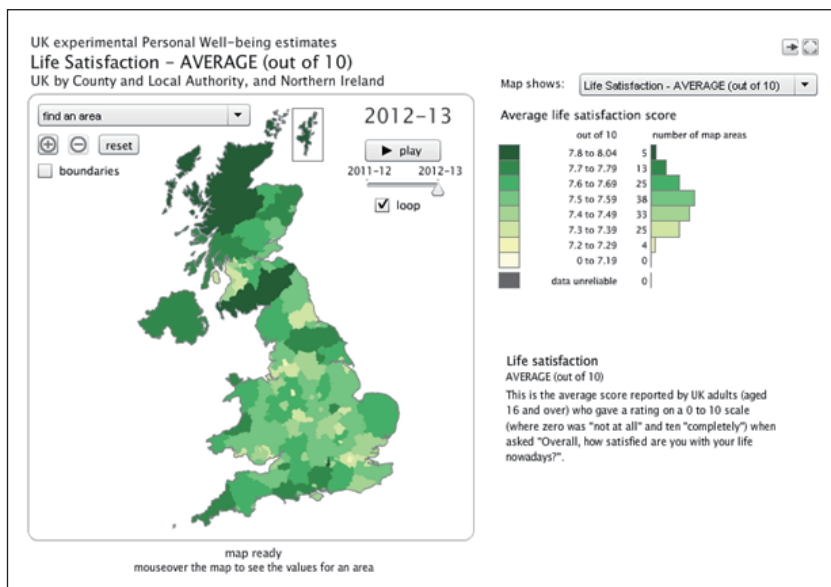 UK experimental Personal Well-being estimates
Life Satisfaction – AVERAGE (out of 10)
UK by County and Local Authority, and Northern Ireland
find an area
reset
boundaries
2012-13
play
2011-12 2012-13
loop
map ready
mouseover the map to see the values for an area
Map shows: Life Satisfaction - AVERAGE (out of 10)
Average life satisfaction score
out of 10 number of map areas
7.8 to 8.04 5
7.7 to 7.79 13
7.6 to 7.69 25
7.5 to 7.59 38
7.4 to 7.49 33
7.3 to 7.39 25
7.2 to 7.29 4
0 to 7.19 0
data unreliable 0
Life satisfaction
AVERAGE (out of 10)
This is the average score reported by UK adults (aged
16 and over) who gave a rating on a 0 to 10 scale
(where zero was "not at all" and ten "completely") when
asked "Overall, how satisfied are you with your life
nowadays?".